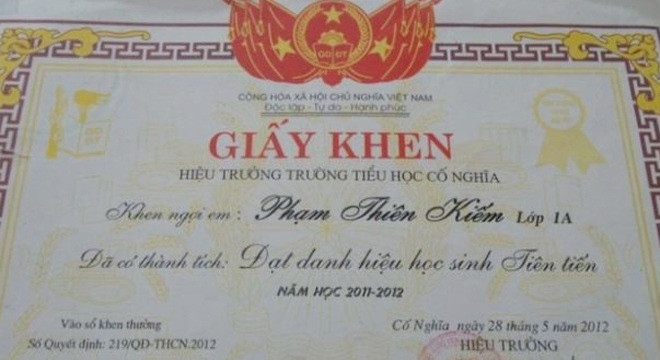 GD ĐT
CỘNG HÒA XÃ HỘI CHỦ NGHĨA VIỆT NAM
Độc lập - Tự do - Hạnh phúc
GIẤY KHEN
HIỆU TRƯỞNG TRƯỜNG TIỂU HỌC CỔ NGHĨA
Khen ngợi em : Phạm Thiên Kiếm Lớp 1A
Đã có thành tích: Đạt danh hiệu học sinh Tiên tiến
NĂM HỌC 2011-2012
Vào sổ khen thưởng
Số Quyết định: 219/QĐ-THCN.2012
Cổ Nghĩa, ngày 28 tháng 5 năm 2012
HIỆU TRƯỞNG